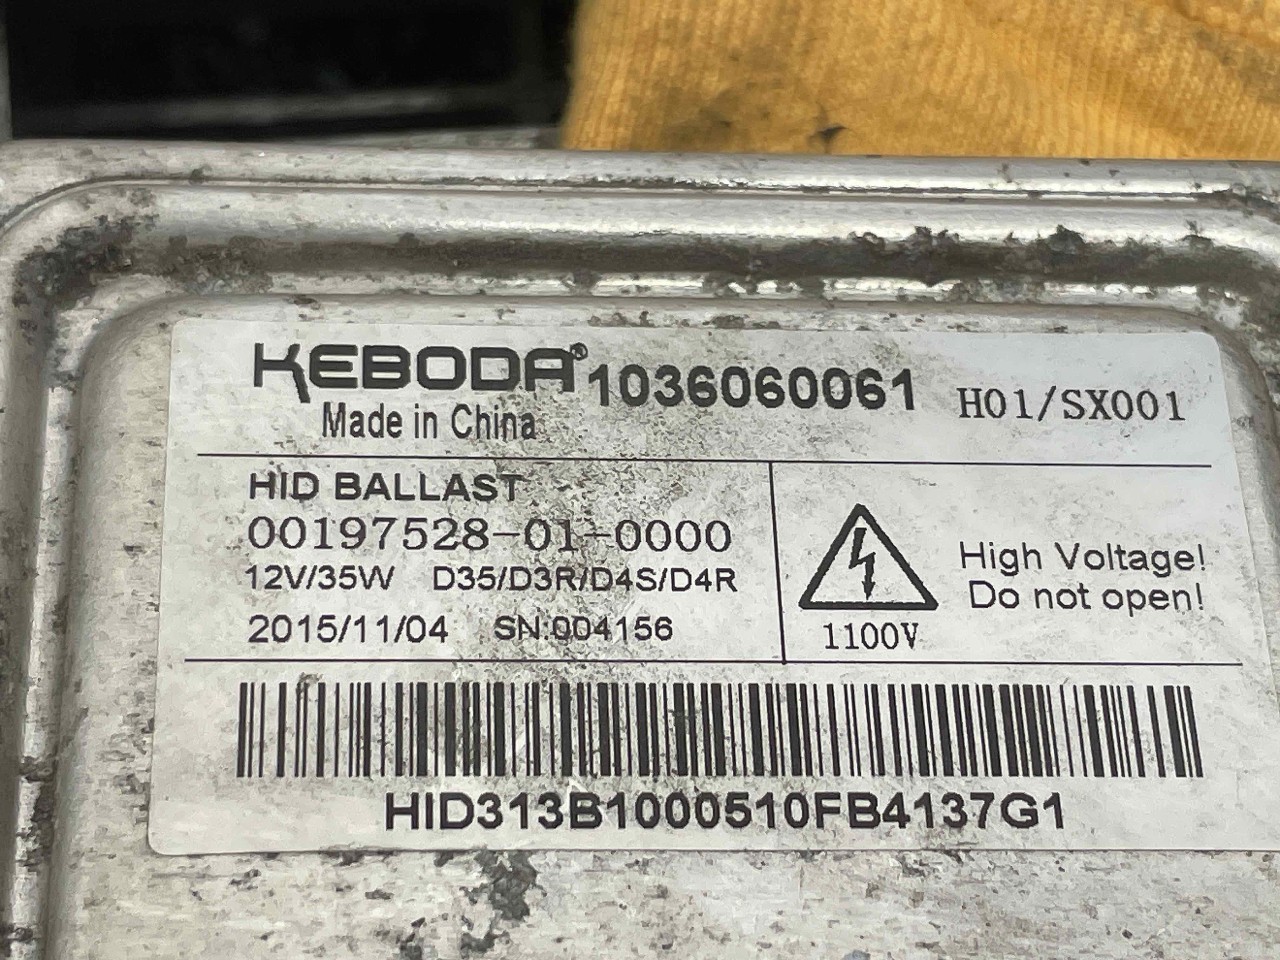 KEBODA® 1036060061 H01/SX001
Made in China
HID BALLAST
00197528-01-0000
12V/35W D35/D3R/D4S/D4R
2015/11/04 SN:004156
1100V
High Voltage!
Do not open!
HID313B1000510FB4137G1